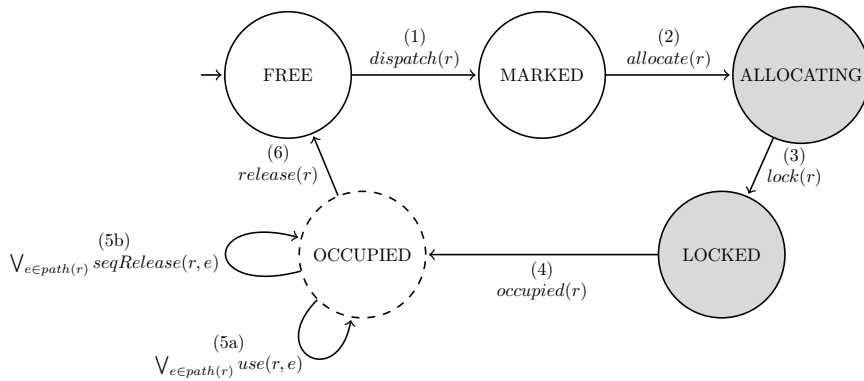 (1)
dispatch(r)
(2)
allocate(r)
FREE
MARKED
ALLOCATING
(6)
release(r)
(3)
lock(r)
(5b)
⋁e∈path(r) seqRelease(r, e)
OCCUPIED
LOCKED
(4)
occupied(r)
(5a)
⋁e∈path(r) use(r, e)